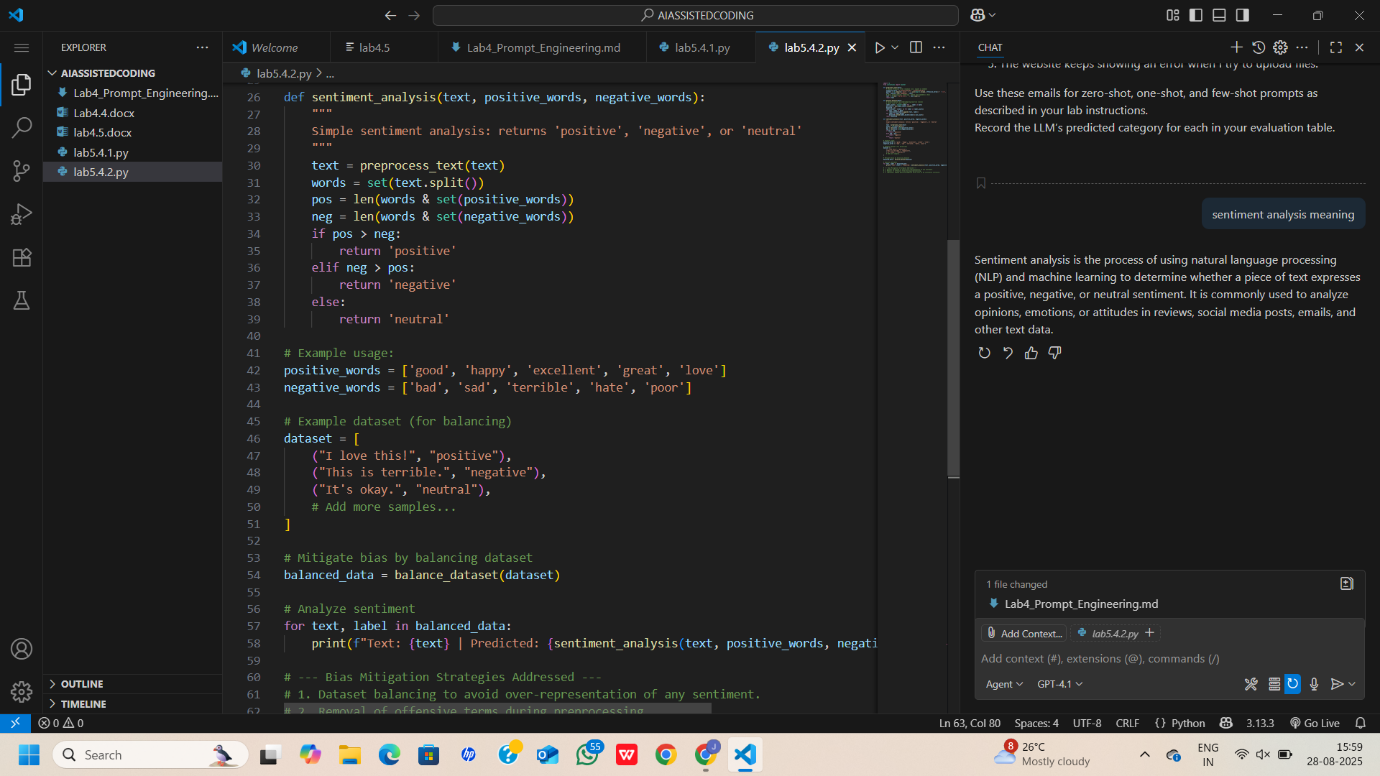 AIASSISTEDCODING
EXPLORER
AIASSISTEDCODING
Lab4_Prompt_Engineering....
Lab4.4.docx
lab4.5.docx
lab5.4.1.py
lab5.4.2.py
OUTLINE
TIMELINE
Welcome
lab4.5
Lab4_Prompt_Engineering.md
lab5.4.1.py
lab5.4.2.py
lab5.4.2.py > ...
26 def sentiment_analysis(text, positive_words, negative_words):
27 """
28 Simple sentiment analysis: returns 'positive', 'negative', or 'neutral'
29 """
30 text = preprocess_text(text)
31 words = set(text.split())
32 pos = len(words & set(positive_words))
33 neg = len(words & set(negative_words))
34 if pos > neg:
35 return 'positive'
36 elif neg > pos:
37 return 'negative'
38 else:
39 return 'neutral'
40
41 # Example usage:
42 positive_words = ['good', 'happy', 'excellent', 'great', 'love']
43 negative_words = ['bad', 'sad', 'terrible', 'hate', 'poor']
44
45 # Example dataset (for balancing)
46 dataset = [
47 ("I love this!", "positive"),
48 ("This is terrible.", "negative"),
49 ("It's okay.", "neutral"),
50 # Add more samples...
51 ]
52
53 # Mitigate bias by balancing dataset
54 balanced_data = balance_dataset(dataset)
55
56 # Analyze sentiment
57 for text, label in balanced_data:
58 print(f"Text: {text} | Predicted: {sentiment_analysis(text, positive_words, negati
59
60 # --- Bias Mitigation Strategies Addressed ---
61 # 1. Dataset balancing to avoid over-representation of any sentiment.
62 # 2. Removal of offensive terms during preprocessing
CHAT
5. The website keeps showing an error when I try to upload files.
Use these emails for zero-shot, one-shot, and few-shot prompts as
described in your lab instructions.
Record the LLM's predicted category for each in your evaluation table.
sentiment analysis meaning
Sentiment analysis is the process of using natural language processing
(NLP) and machine learning to determine whether a piece of text expresses
a positive, negative, or neutral sentiment. It is commonly used to analyze
opinions, emotions, or attitudes in reviews, social media posts, emails, and
other text data.
1 file changed
Lab4_Prompt_Engineering.md
Add Context...
lab5.4.2.py
Add context (#), extensions (@), commands (/)
Agent
GPT-4.1
0 0
Ln 63, Col 80
Spaces: 4
UTF-8
CRLF
{} Python
3.13.3
Go Live
Search
hp
55
W
J
8
26°C
Mostly cloudy
ENG
IN
15:59
28-08-2025